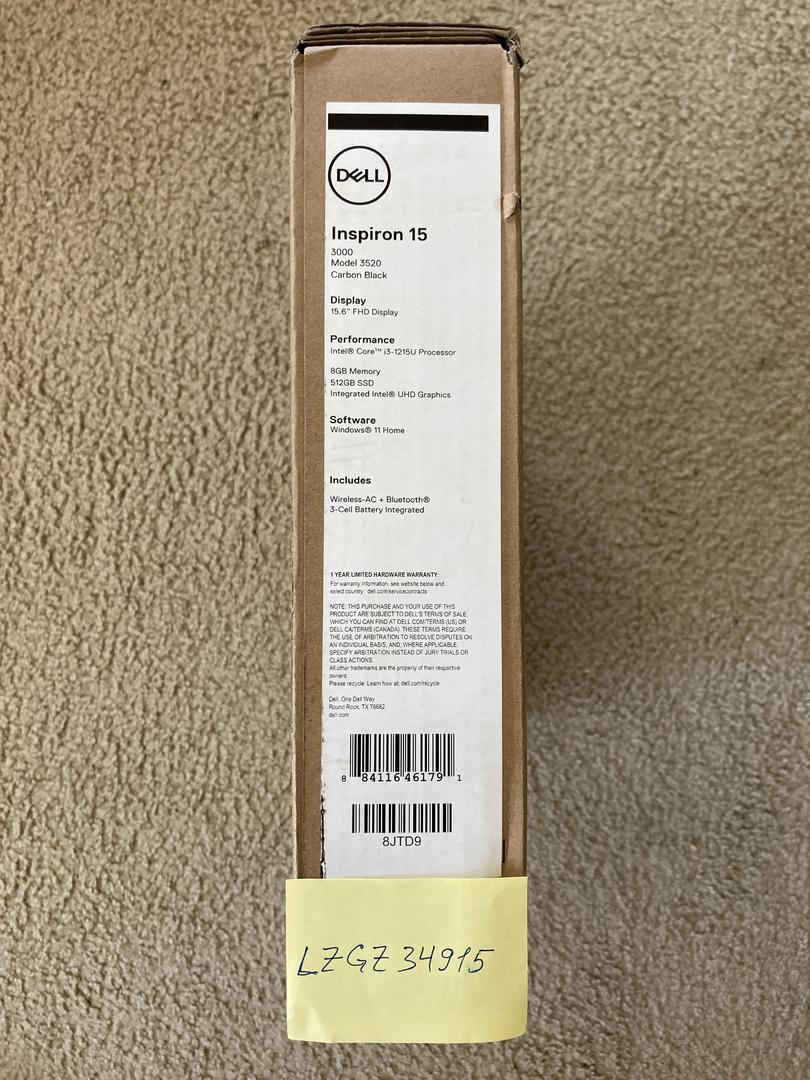 DELL
Inspiron 15
3000
Model 3520
Carbon Black
Display
15.6" FHD Display
Performance
Intel® Core™ i3-1215U Processor
8GB Memory
512GB SSD
Integrated Intel® UHD Graphics
Software
Windows® 11 Home
Includes
Wireless-AC + Bluetooth®
3-Cell Battery Integrated
1 YEAR LIMITED HARDWARE WARRANTY:
For warranty information, see website below and
select country: dell.com/servicecontracts
NOTE: THIS PURCHASE AND YOUR USE OF THIS
PRODUCT ARE SUBJECT TO DELL'S TERMS OF SALE,
WHICH YOU CAN FIND AT DELL.COM/TERMS (US) OR
DELL.CA/TERMS (CANADA). THESE TERMS REQUIRE
THE USE OF ARBITRATION TO RESOLVE DISPUTES ON
AN INDIVIDUAL BASIS, AND, WHERE APPLICABLE,
SPECIFY ARBITRATION INSTEAD OF JURY TRIALS OR
CLASS ACTIONS.
All other trademarks are the property of their respective
owners.
Please recycle: Learn how at: dell.com/recycle
Dell, One Dell Way
Round Rock, TX 78682
dell.com
8 84116 46179 1
8JTD9
LZGZ34915